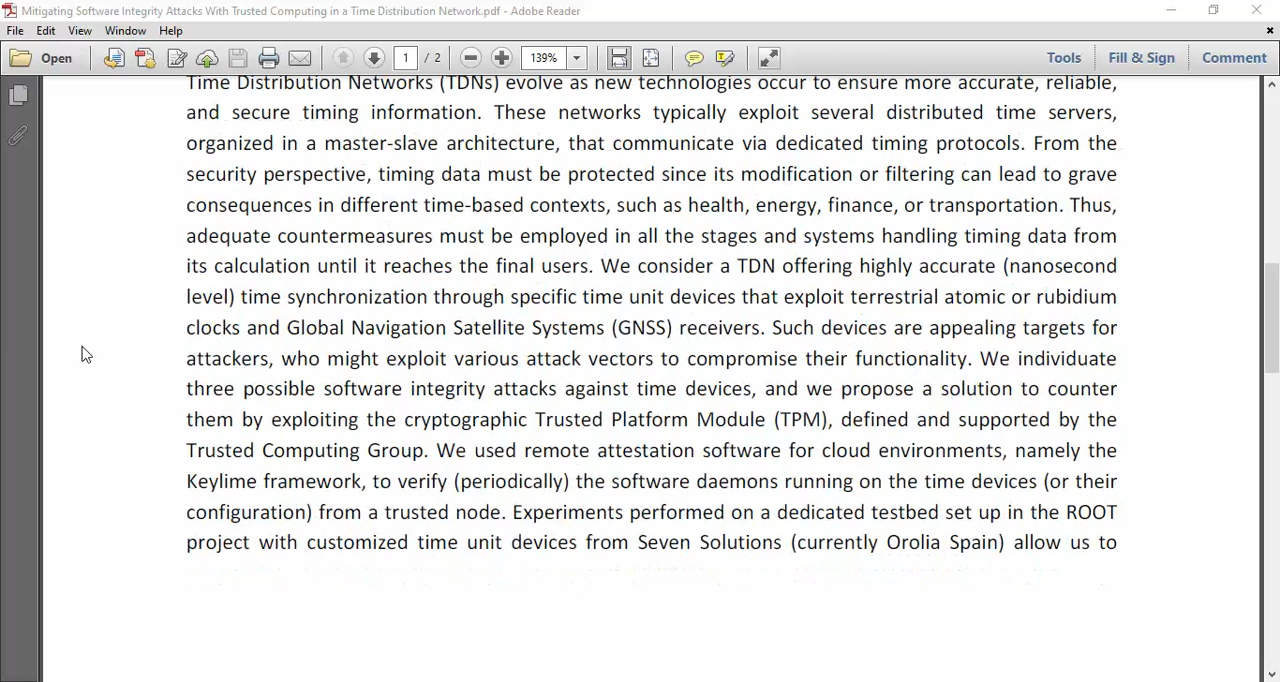 Mitigating Software Integrity Attacks With Trusted Computing in a Time Distribution Network.pdf - Adobe Reader
File Edit View Window Help
Open 1 / 2 139% Tools Fill & Sign Comment
Time Distribution Networks (TDNs) evolve as new technologies occur to ensure more accurate, reliable,
and secure timing information. These networks typically exploit several distributed time servers,
organized in a master-slave architecture, that communicate via dedicated timing protocols. From the
security perspective, timing data must be protected since its modification or filtering can lead to grave
consequences in different time-based contexts, such as health, energy, finance, or transportation. Thus,
adequate countermeasures must be employed in all the stages and systems handling timing data from
its calculation until it reaches the final users. We consider a TDN offering highly accurate (nanosecond
level) time synchronization through specific time unit devices that exploit terrestrial atomic or rubidium
clocks and Global Navigation Satellite Systems (GNSS) receivers. Such devices are appealing targets for
attackers, who might exploit various attack vectors to compromise their functionality. We individuate
three possible software integrity attacks against time devices, and we propose a solution to counter
them by exploiting the cryptographic Trusted Platform Module (TPM), defined and supported by the
Trusted Computing Group. We used remote attestation software for cloud environments, namely the
Keylime framework, to verify (periodically) the software daemons running on the time devices (or their
configuration) from a trusted node. Experiments performed on a dedicated testbed set up in the ROOT
project with customized time unit devices from Seven Solutions (currently Orolia Spain) allow us to